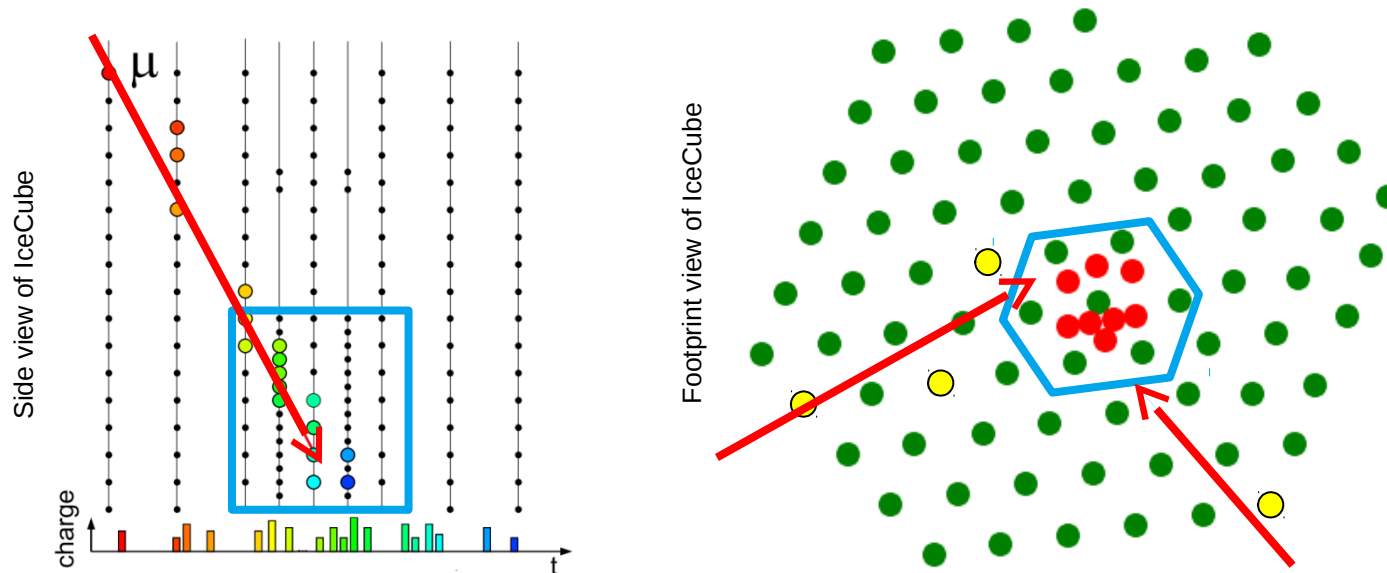 Side view of IceCube
μ
charge
t
Footprint view of IceCube